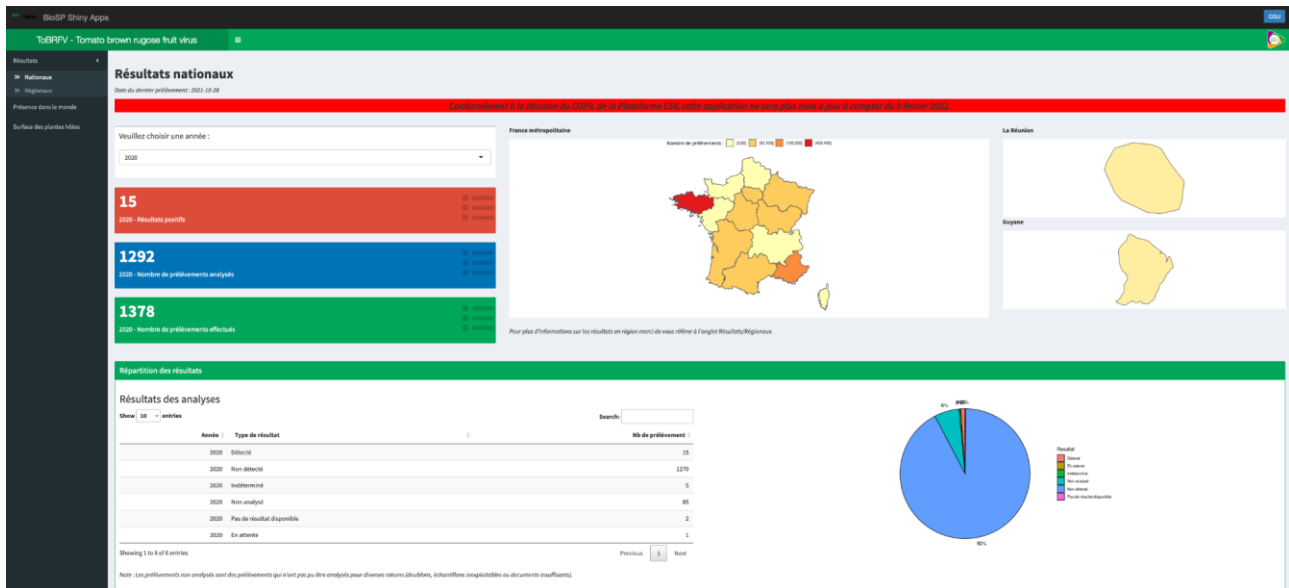 BioSP Shiny Apps
CGU
ToBRFV - Tomato brown rugose fruit virus
Résultats
Nationaux
Régionaux
Présence dans le monde
Surface des plantes hôtes
Résultats nationaux
Date du dernier prélèvement : 2021-10-28
Conformément à la décision du COPIL de la Plateforme ESV, cette application ne sera plus mise à jour à compter du 9 février 2022.
Veuillez choisir une année :
2020
15
2020 - Résultats positifs
1292
2020 - Nombre de prélèvements analysés
1378
2020 - Nombre de prélèvements effectués
France métropolitaine
Nombre de prélèvements :
La Réunion
Guyane
Pour plus d'informations sur les résultats en région merci de vous référer à l'onglet Résultats/Régionaux.
Répartition des résultats
Résultats des analyses
Show 10 entries
Search:
Année Type de résultat Nb de prélèvement
2020 Détecté 15
2020 Non détecté 1270
2020 Indéterminé 5
2020 Non analysé 85
2020 Pas de résultat disponible 2
2020 En attente 1
Showing 1 to 6 of 6 entries
Previous 1 Next
Note : Les prélèvements non analysés sont des prélèvements qui n'ont pas pu être analysés pour diverses raisons (doublons, échantillons inexploitables ou documents insuffisants).
6%
92%
Resultat
Détecté
En attente
Indéterminé
Non analysé
Non détecté
Pas de résultat disponible